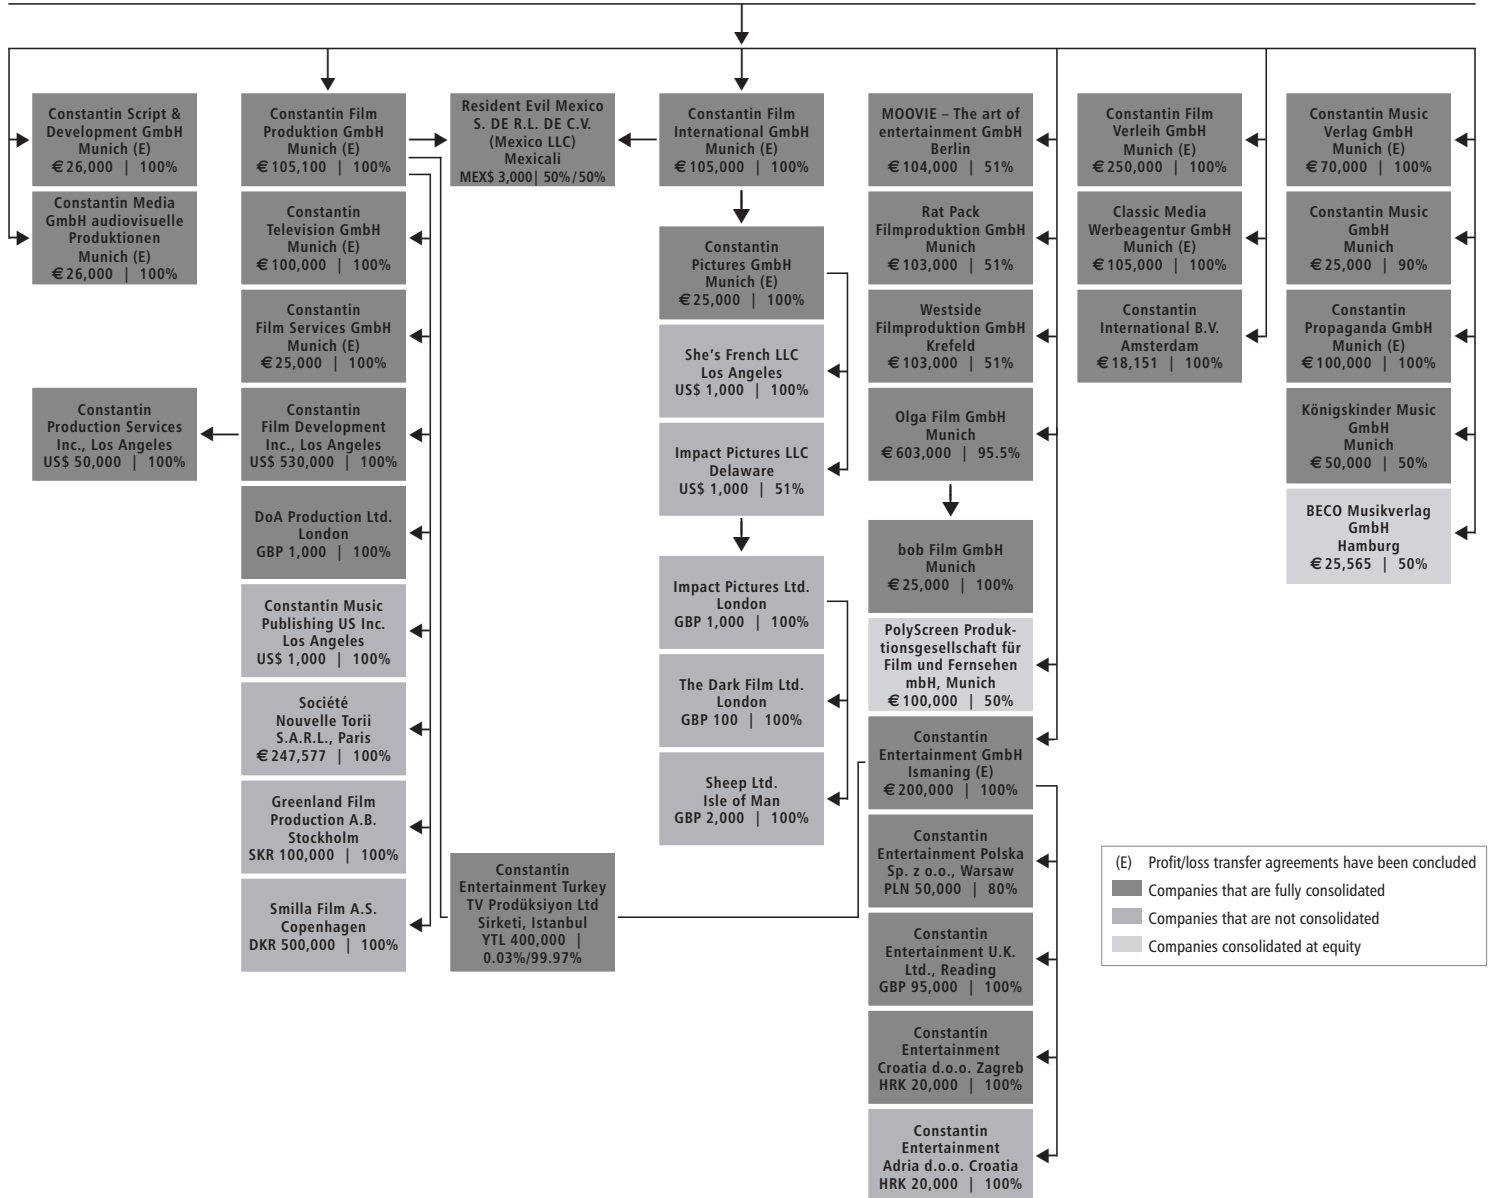 Constantin Script &
Development GmbH
Munich (E)
€ 26,000 | 100%
Constantin Media
GmbH audiovisuelle
Produktionen
Munich (E)
€ 26,000 | 100%
Constantin
Production Services
Inc., Los Angeles
US$ 50,000 | 100%
Constantin Film
Produktion GmbH
Munich (E)
€ 105,100 | 100%
Constantin
Television GmbH
Munich (E)
€ 100,000 | 100%
Constantin
Film Services GmbH
Munich (E)
€ 25,000 | 100%
Constantin
Film Development
Inc., Los Angeles
US$ 530,000 | 100%
DoA Production Ltd.
London
GBP 1,000 | 100%
Constantin Music
Publishing US Inc.
Los Angeles
US$ 1,000 | 100%
Société
Nouvelle Torii
S.A.R.L., Paris
€ 247,577 | 100%
Greenland Film
Production A.B.
Stockholm
SKR 100,000 | 100%
Smilla Film A.S.
Copenhagen
DKR 500,000 | 100%
Resident Evil Mexico
S. DE R.L. DE C.V.
(Mexico LLC)
Mexicali
MEX$ 3,000| 50%/50%
Constantin
Entertainment Turkey
TV Prodüksiyon Ltd
Sirketi, Istanbul
YTL 400,000 |
0.03%/99.97%
Constantin Film
International GmbH
Munich (E)
€ 105,000 | 100%
Constantin
Pictures GmbH
Munich (E)
€ 25,000 | 100%
She's French LLC
Los Angeles
US$ 1,000 | 100%
Impact Pictures LLC
Delaware
US$ 1,000 | 51%
Impact Pictures Ltd.
London
GBP 1,000 | 100%
The Dark Film Ltd.
London
GBP 100 | 100%
Sheep Ltd.
Isle of Man
GBP 2,000 | 100%
MOOVIE – The art of
entertainment GmbH
Berlin
€ 104,000 | 51%
Rat Pack
Filmproduktion GmbH
Munich
€ 103,000 | 51%
Westside
Filmproduktion GmbH
Krefeld
€ 103,000 | 51%
Olga Film GmbH
Munich
€ 603,000 | 95.5%
bob Film GmbH
Munich
€ 25,000 | 100%
PolyScreen Produk-
tionsgesellschaft für
Film und Fernsehen
mbH, Munich
€ 100,000 | 50%
Constantin
Entertainment GmbH
Ismaning (E)
€ 200,000 | 100%
Constantin
Entertainment Polska
Sp. z o.o., Warsaw
PLN 50,000 | 80%
Constantin
Entertainment U.K.
Ltd., Reading
GBP 95,000 | 100%
Constantin
Entertainment
Croatia d.o.o. Zagreb
HRK 20,000 | 100%
Constantin
Entertainment
Adria d.o.o. Croatia
HRK 20,000 | 100%
Constantin Film
Verleih GmbH
Munich (E)
€ 250,000 | 100%
Classic Media
Werbeagentur GmbH
Munich (E)
€ 105,000 | 100%
Constantin
International B.V.
Amsterdam
€ 18,151 | 100%
Constantin Music
Verlag GmbH
Munich (E)
€ 70,000 | 100%
Constantin Music
GmbH
Munich
€ 25,000 | 90%
Constantin
Propaganda GmbH
Munich (E)
€ 100,000 | 100%
Königskinder Music
GmbH
Munich
€ 50,000 | 50%
BECO Musikverlag
GmbH
Hamburg
€ 25,565 | 50%
(E) Profit/loss transfer agreements have been concluded
Companies that are fully consolidated
Companies that are not consolidated
Companies consolidated at equity